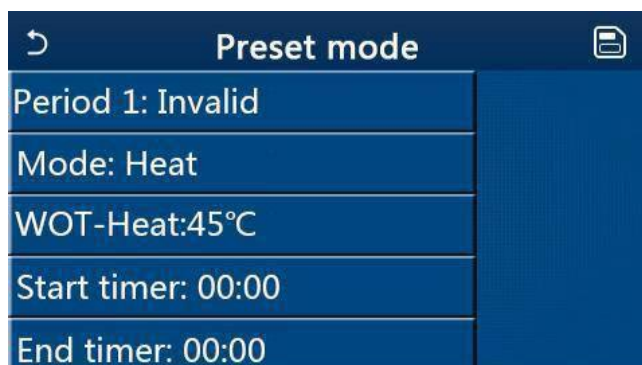 Preset mode
Period 1: Invalid
Mode: Heat
WOT-Heat:45℃
Start timer: 00:00
End timer: 00:00